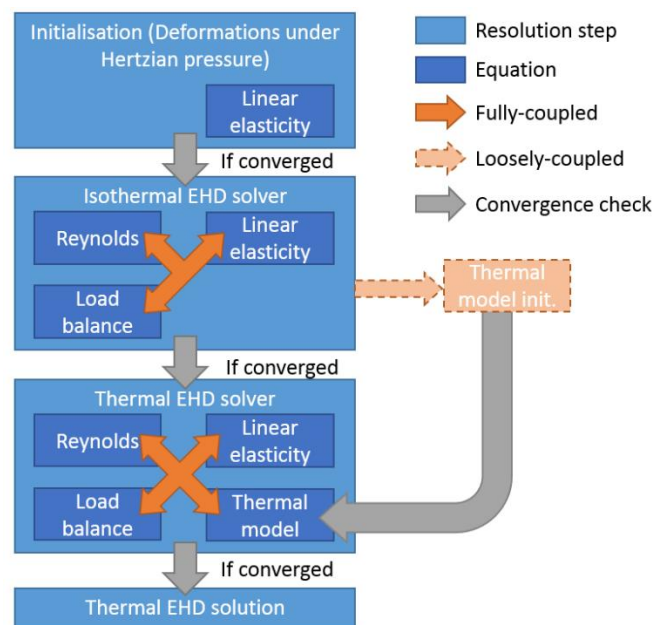 Initialisation (Deformations under
Hertzian pressure)
Linear
elasticity
If converged
Isothermal EHD solver
Reynolds
Linear
elasticity
Load
balance
If converged
Thermal EHD solver
Reynolds
Linear
elasticity
Load
balance
Thermal
model
If converged
Thermal EHD solution
Resolution step
Equation
Fully-coupled
Loosely-coupled
Convergence check
Thermal
model init.